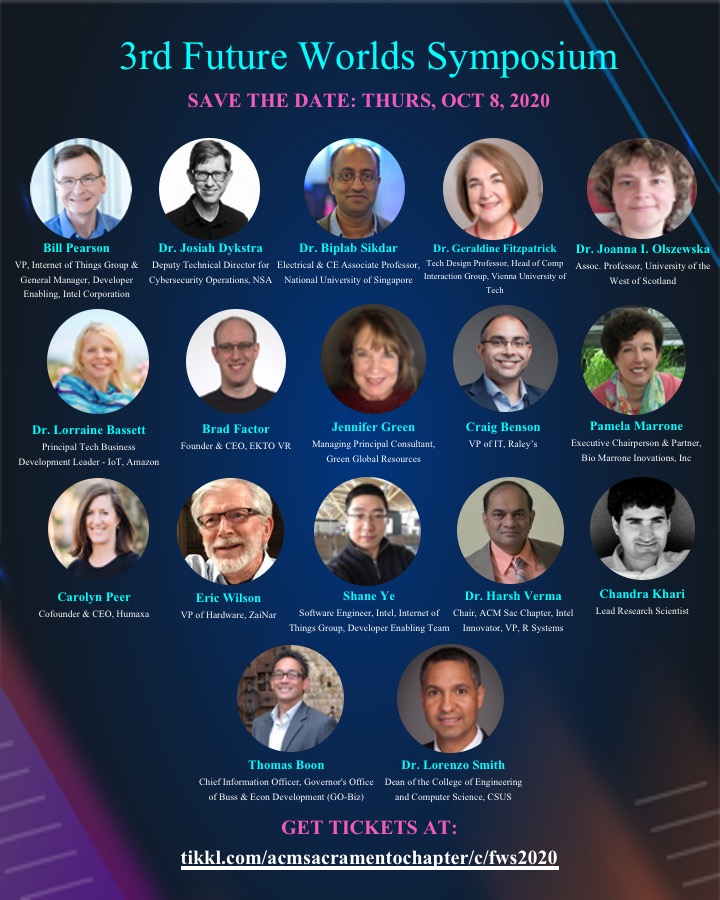 3rd Future Worlds Symposium
SAVE THE DATE: THURS, OCT 8, 2020
Bill Pearson
VP, Internet of Things Group &
General Manager, Developer
Enabling, Intel Corporation
Dr. Josiah Dykstra
Deputy Technical Director for
Cybersecurity Operations, NSA
Dr. Biplab Sikdar
Electrical & CE Associate Professor,
National University of Singapore
Dr. Geraldine Fitzpatrick
Tech Design Professor, Head of Comp
Interaction Group, Vienna University of
Tech
Dr. Joanna I. Olszewska
Assoc. Professor, University of the
West of Scotland
Dr. Lorraine Bassett
Principal Tech Business
Development Leader - IoT, Amazon
Brad Factor
Founder & CEO, EKTO VR
Jennifer Green
Managing Principal Consultant,
Green Global Resources
Craig Benson
VP of IT, Raley's
Pamela Marrone
Executive Chairperson & Partner,
Bio Marrone Inovations, Inc
Carolyn Peer
Cofounder & CEO, Humaxa
Eric Wilson
VP of Hardware, ZaiNar
Shane Ye
Software Engineer, Intel, Internet of
Things Group, Developer Enabling Team
Dr. Harsh Verma
Chair, ACM Sac Chapter, Intel
Innovator, VP, R Systems
Chandra Khari
Lead Research Scientist
Thomas Boon
Chief Information Officer, Governor's Office
of Buss & Econ Development (GO-Biz)
Dr. Lorenzo Smith
Dean of the College of Engineering
and Computer Science, CSUS
GET TICKETS AT:
tikkl.com/acmsacramentochapter/c/fws2020